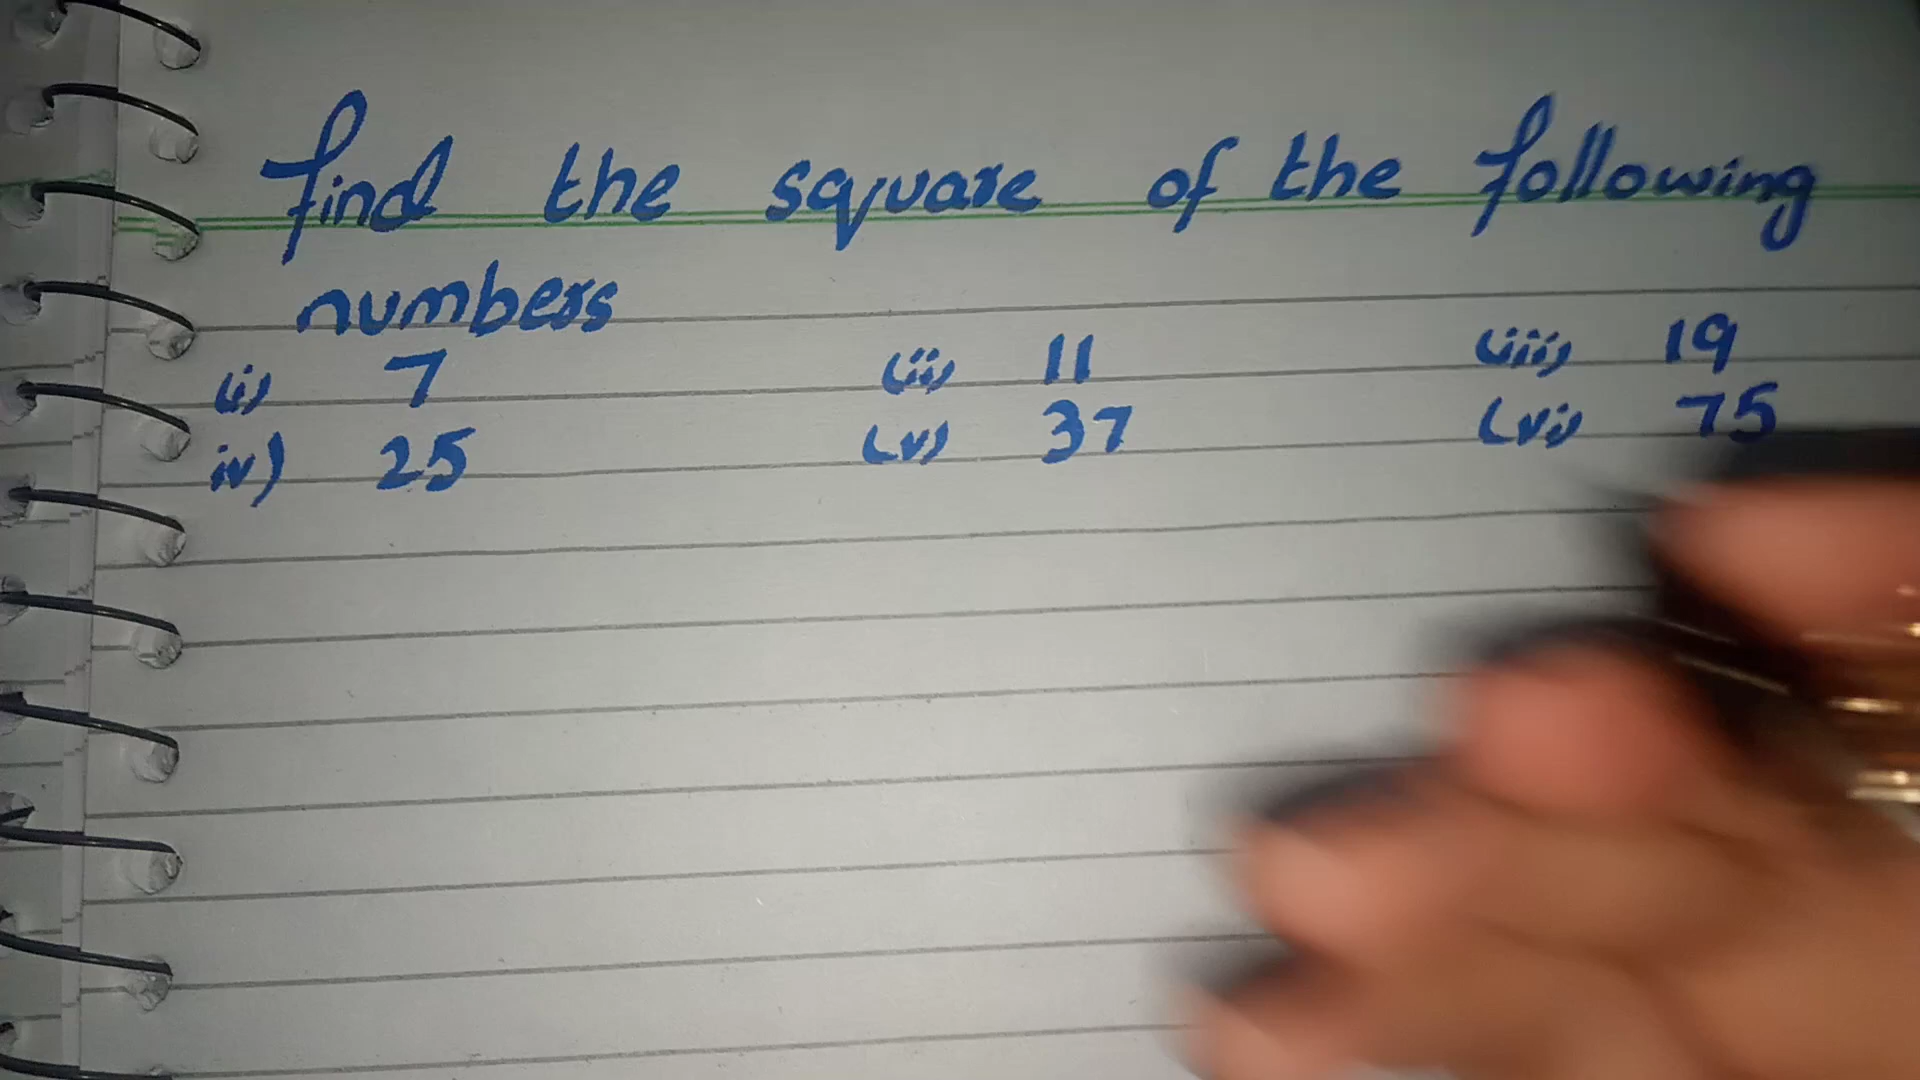 find the square of the following
numbers
(i) 7 (ii) 11 (iii) 19
iv) 25 (v) 37 (vi) 75